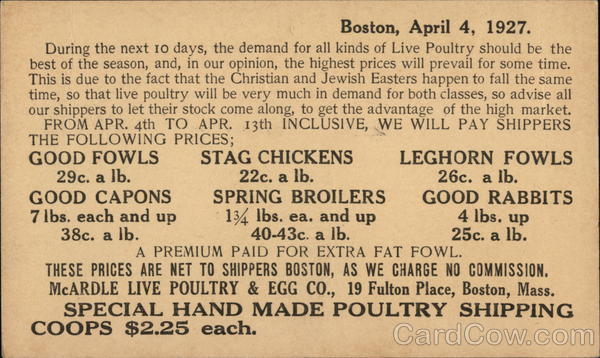 Boston, April 4, 1927.
During the next 10 days, the demand for all kinds of Live Poultry should be the
best of the season, and, in our opinion, the highest prices will prevail for some time.
This is due to the fact that the Christian and Jewish Easters happen to fall the same
time, so that live poultry will be very much in demand for both classes, so advise all
our shippers to let their stock come along, to get the advantage of the high market.
FROM APR. 4th TO APR. 13th INCLUSIVE, WE WILL PAY SHIPPERS
THE FOLLOWING PRICES;
GOOD FOWLS STAG CHICKENS LEGHORN FOWLS
29c. a lb. 22c. a lb. 26c. a lb.
GOOD CAPONS SPRING BROILERS GOOD RABBITS
7 lbs. each and up 1¾ lbs. ea. and up 4 lbs. up
38c. a lb. 40-43c. a lb. 25c. a lb.
A PREMIUM PAID FOR EXTRA FAT FOWL.
THESE PRICES ARE NET TO SHIPPERS BOSTON, AS WE CHARGE NO COMMISSION.
McARDLE LIVE POULTRY & EGG CO., 19 Fulton Place, Boston, Mass.
SPECIAL HAND MADE POULTRY SHIPPING
COOPS $2.25 each.
CardCow.com